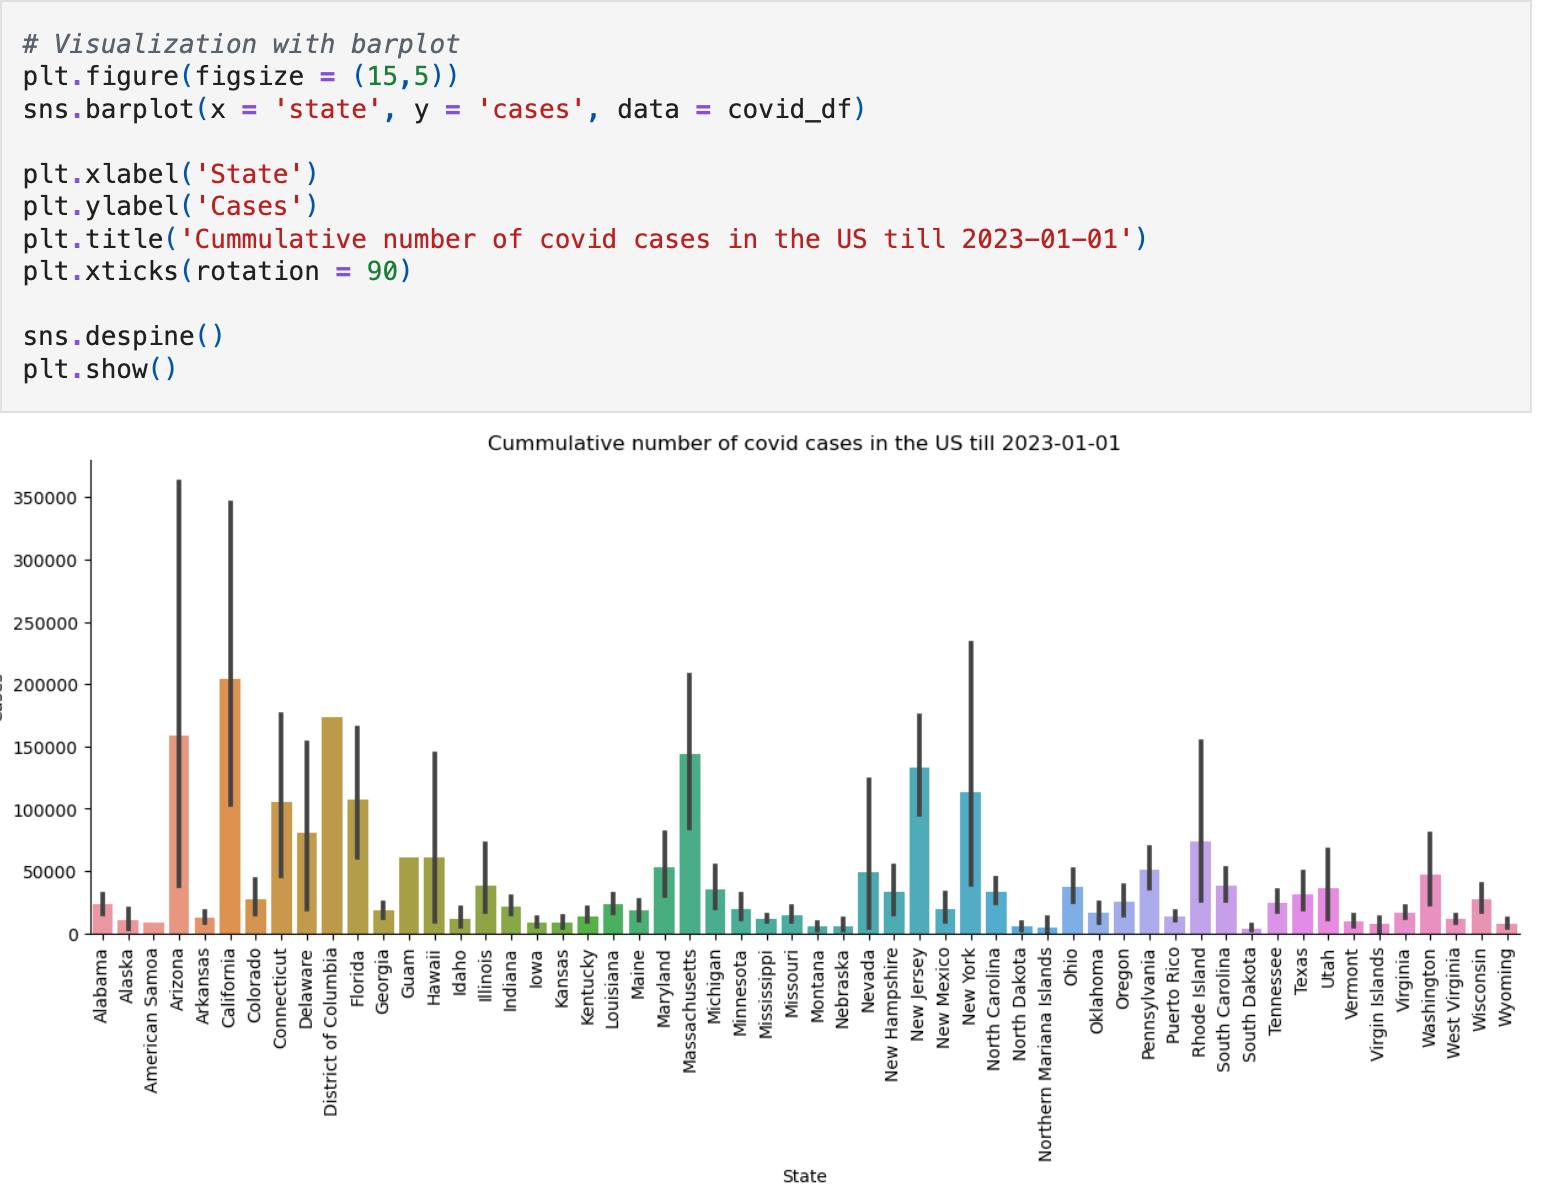 # Visualization with barplot
plt.figure(figsize = (15,5))
sns.barplot(x = 'state', y = 'cases', data = covid_df)
plt.xlabel('State')
plt.ylabel('Cases')
plt.title('Cummulative number of covid cases in the US till 2023-01-01')
plt.xticks(rotation = 90)
sns.despine()
plt.show()
Cummulative number of covid cases in the US till 2023-01-01
350000
300000
250000
200000
150000
100000
50000
0
Alabama
Alaska
American Samoa
Arizona
Arkansas
California
Colorado
Connecticut
Delaware
District of Columbia
Florida
Georgia
Guam
Hawaii
Idaho
Illinois
Indiana
Iowa
Kansas
Kentucky
Louisiana
Maine
Maryland
Massachusetts
Michigan
Minnesota
Mississippi
Missouri
Montana
Nebraska
Nevada
New Hampshire
New Jersey
New Mexico
New York
North Carolina
North Dakota
Northern Mariana Islands
Ohio
Oklahoma
Oregon
Pennsylvania
Puerto Rico
Rhode Island
South Carolina
South Dakota
Tennessee
Texas
Utah
Vermont
Virgin Islands
Virginia
Washington
West Virginia
Wisconsin
Wyoming
State